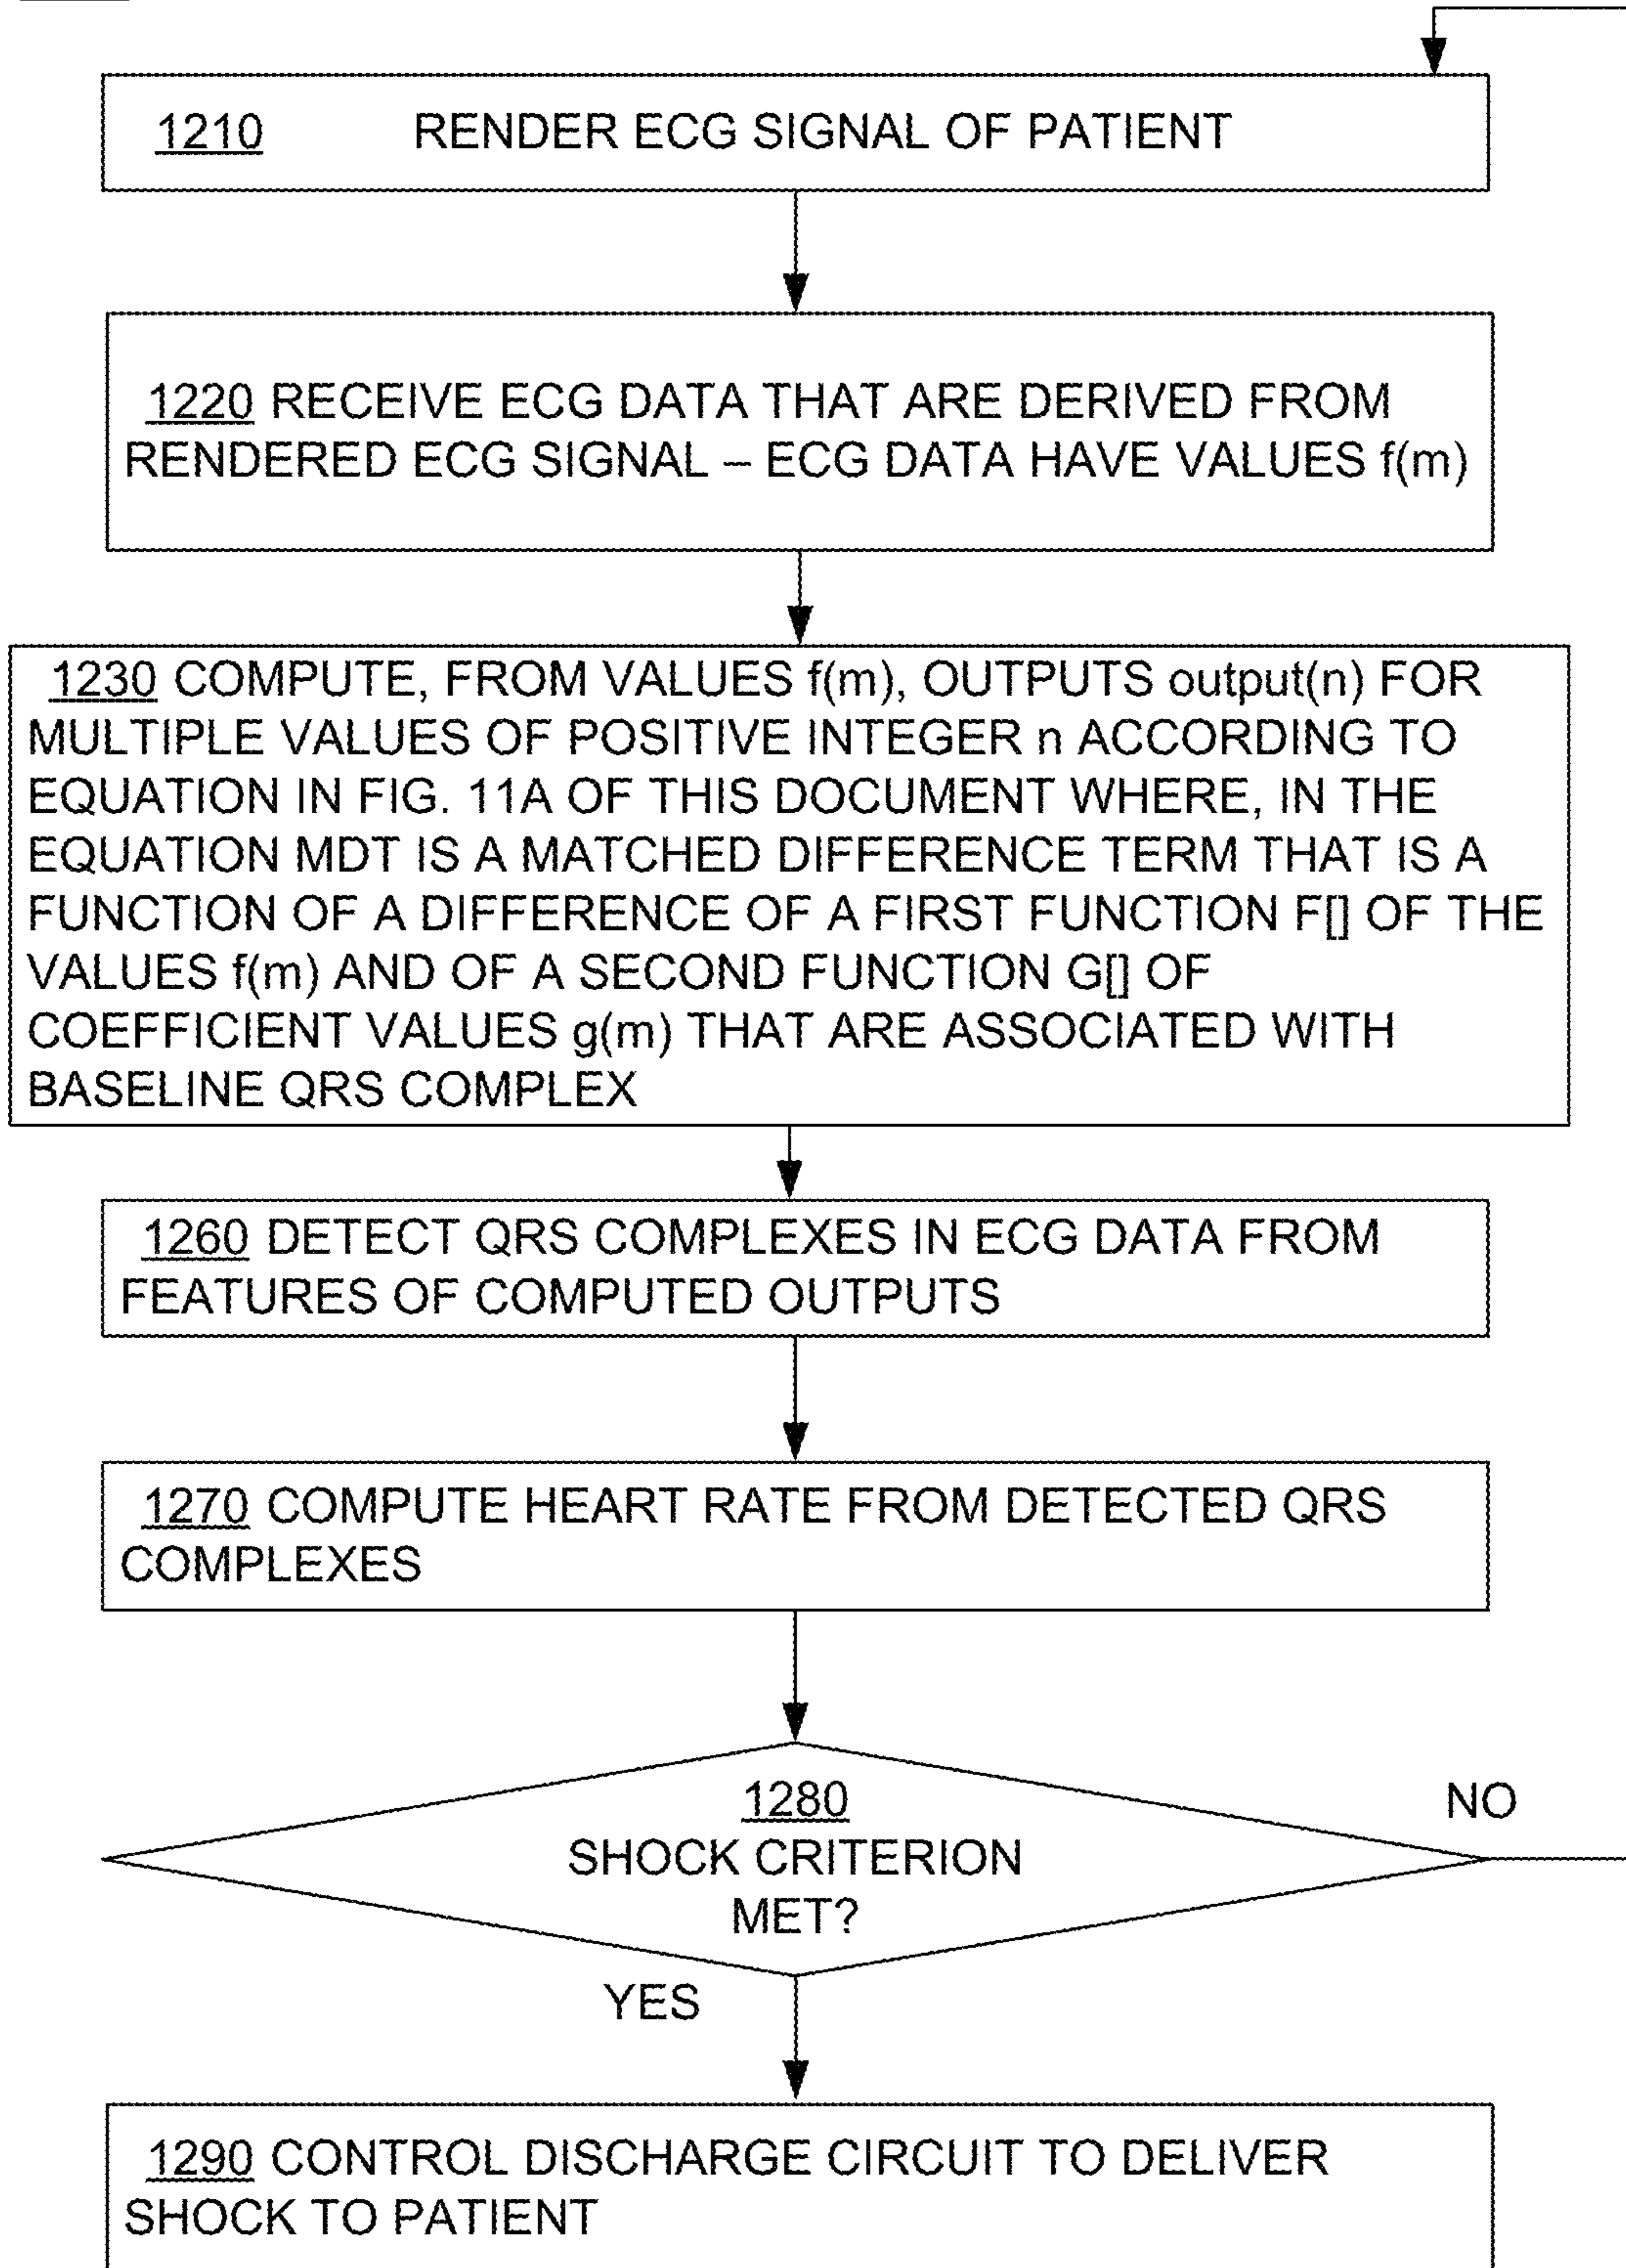 1210 RENDER ECG SIGNAL OF PATIENT
1220 RECEIVE ECG DATA THAT ARE DERIVED FROM
RENDERED ECG SIGNAL – ECG DATA HAVE VALUES f(m)
1230 COMPUTE, FROM VALUES f(m), OUTPUTS output(n) FOR
MULTIPLE VALUES OF POSITIVE INTEGER n ACCORDING TO
EQUATION IN FIG. 11A OF THIS DOCUMENT WHERE, IN THE
EQUATION MDT IS A MATCHED DIFFERENCE TERM THAT IS A
FUNCTION OF A DIFFERENCE OF A FIRST FUNCTION F[] OF THE
VALUES f(m) AND OF A SECOND FUNCTION G[] OF
COEFFICIENT VALUES g(m) THAT ARE ASSOCIATED WITH
BASELINE QRS COMPLEX
1260 DETECT QRS COMPLEXES IN ECG DATA FROM
FEATURES OF COMPUTED OUTPUTS
1270 COMPUTE HEART RATE FROM DETECTED QRS
COMPLEXES
1280
SHOCK CRITERION
MET?
NO
YES
1290 CONTROL DISCHARGE CIRCUIT TO DELIVER
SHOCK TO PATIENT